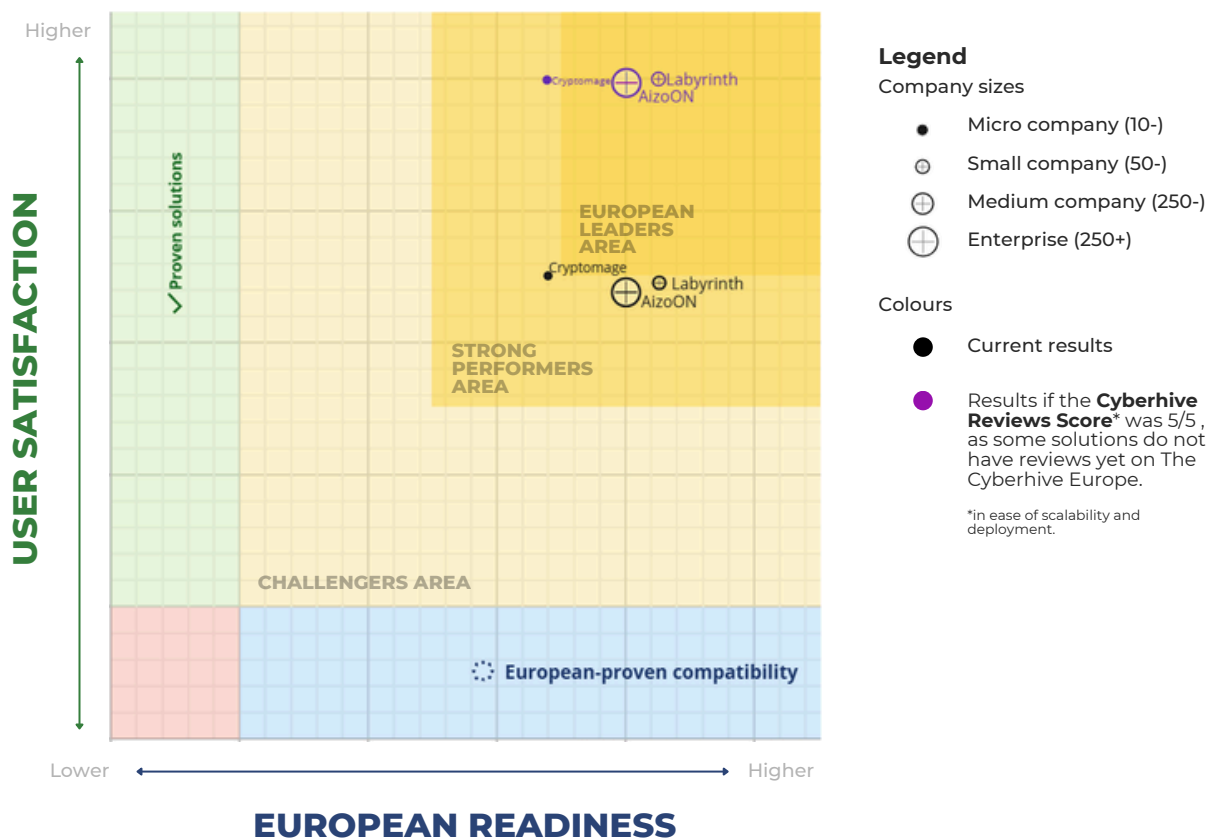 Higher
USER SATISFACTION
✓ Proven solutions
Cryptomage
Labyrinth
AizoON
EUROPEAN
LEADERS
AREA
Cryptomage
Labyrinth
AizoON
STRONG
PERFORMERS
AREA
CHALLENGERS AREA
European-proven compatibility
Lower
Higher
EUROPEAN READINESS
Legend
Company sizes
Micro company (10-)
Small company (50-)
Medium company (250-)
Enterprise (250+)
Colours
Current results
Results if the Cyberhive
Reviews Score* was 5/5 ,
as some solutions do not
have reviews yet on The
Cyberhive Europe.
*in ease of scalability and
deployment.